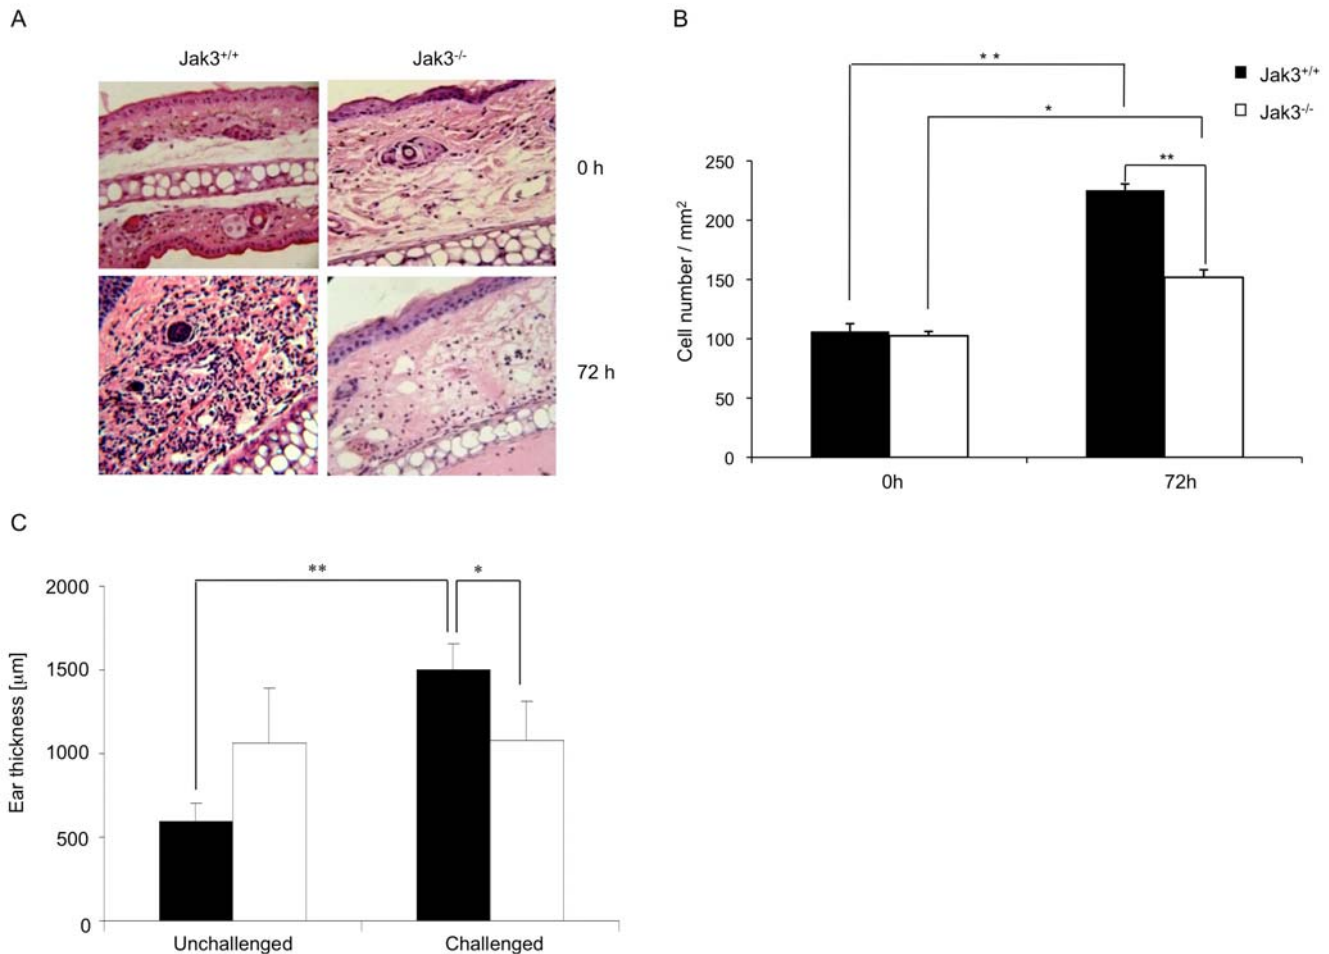 A
Jak3+/+ Jak3-/-
0 h
72 h
B
** 
*
**
Jak3+/+
Jak3-/-
Cell number / mm2
250
200
150
100
50
0
0h 72h
C
** *
Ear thickness [µm]
2000
1500
1000
500
0
Unchallenged Challenged